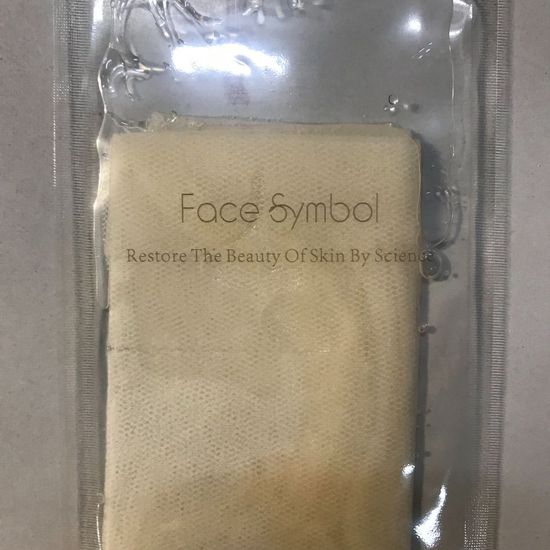 Face Symbol
Restore The Beauty Of Skin By Science